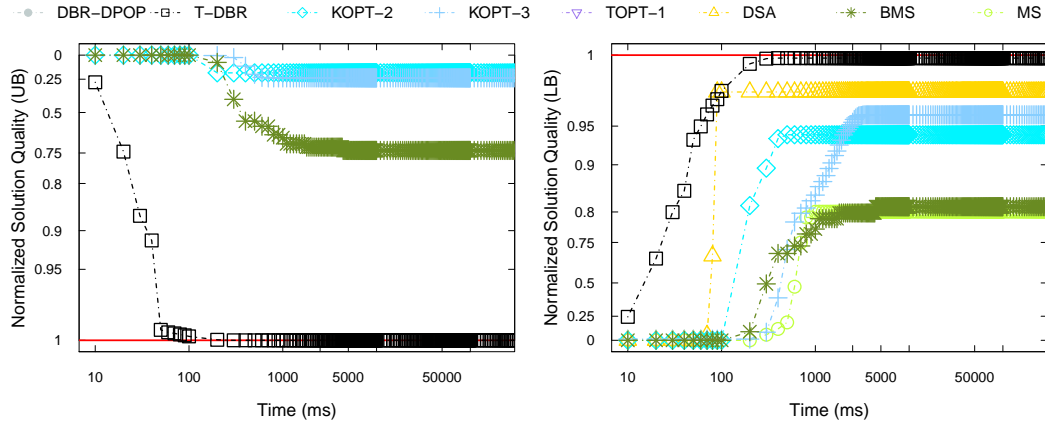 DBR−DPOP T−DBR KOPT−2 KOPT−3 TOPT−1 DSA BMS MS
Normalized Solution Quality (UB)
0
0.25
0.5
0.75
0.8
0.9
0.95
1
10 100 1000 5000 50000
Time (ms)
Normalized Solution Quality (LB)
1
0.95
0.9
0.8
0.75
0.25
0
10 100 1000 5000 50000
Time (ms)